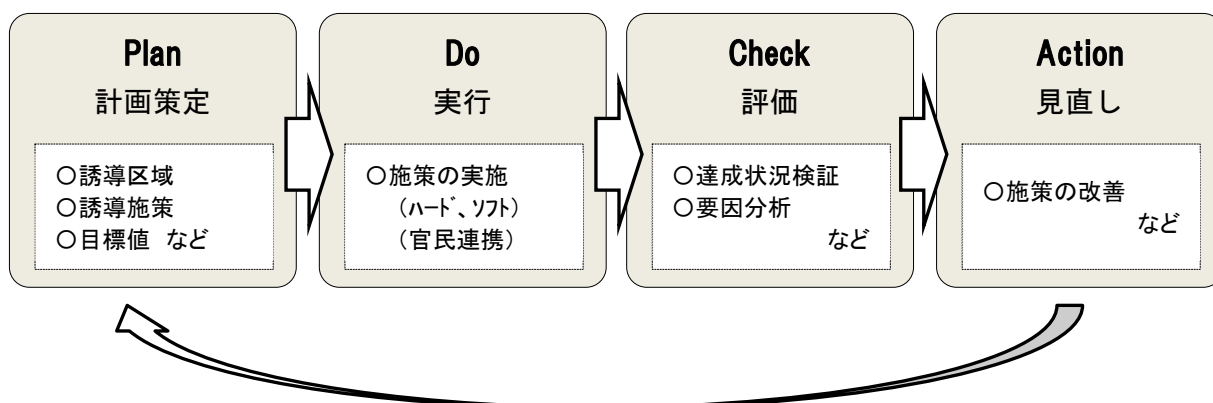 Plan
計画策定
○誘導区域
○誘導施策
○目標値 など
Do
実行
○施策の実施
(ﾊｰﾄﾞ、ｿﾌﾄ)
(官民連携)
Check
評価
○達成状況検証
○要因分析
など
Action
見直し
○施策の改善
など